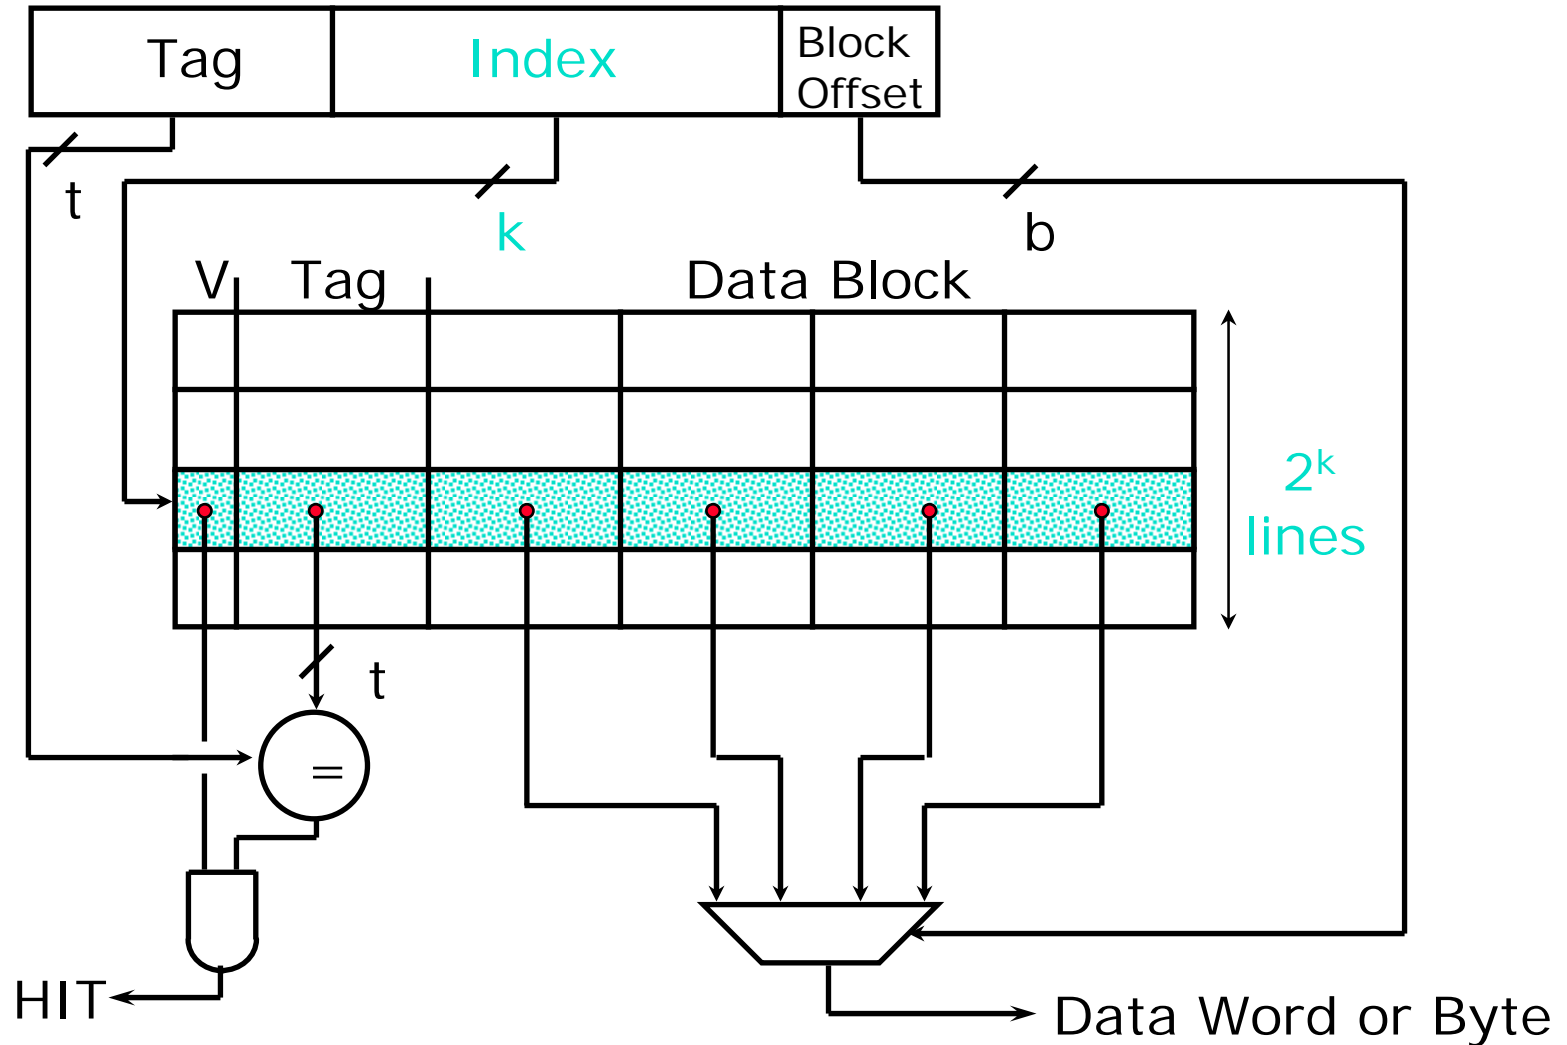 Tag
Index
Block
Offset
t
k
b
V
Tag
Data Block
2ᵏ
lines
t
=
HIT
Data Word or Byte